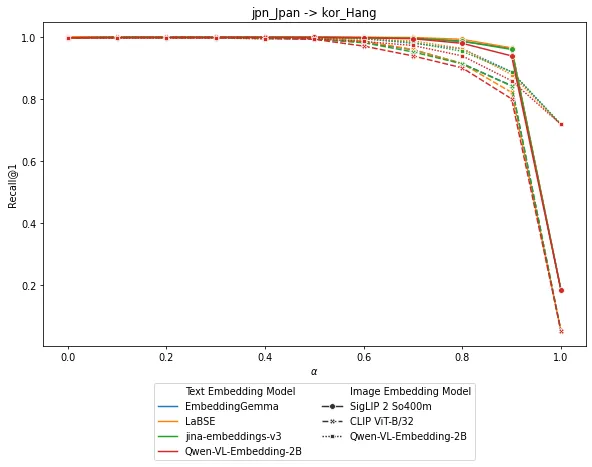 jpn_Jpan -> kor_Hang
1.0
0.8
0.6
0.4
0.2
Recall@1
0.0 0.2 0.4 0.6 0.8 1.0
α
Text Embedding Model Image Embedding Model
EmbeddingGemma SigLIP 2 So400m
LaBSE CLIP ViT-B/32
jina-embeddings-v3 Qwen-VL-Embedding-2B
Qwen-VL-Embedding-2B